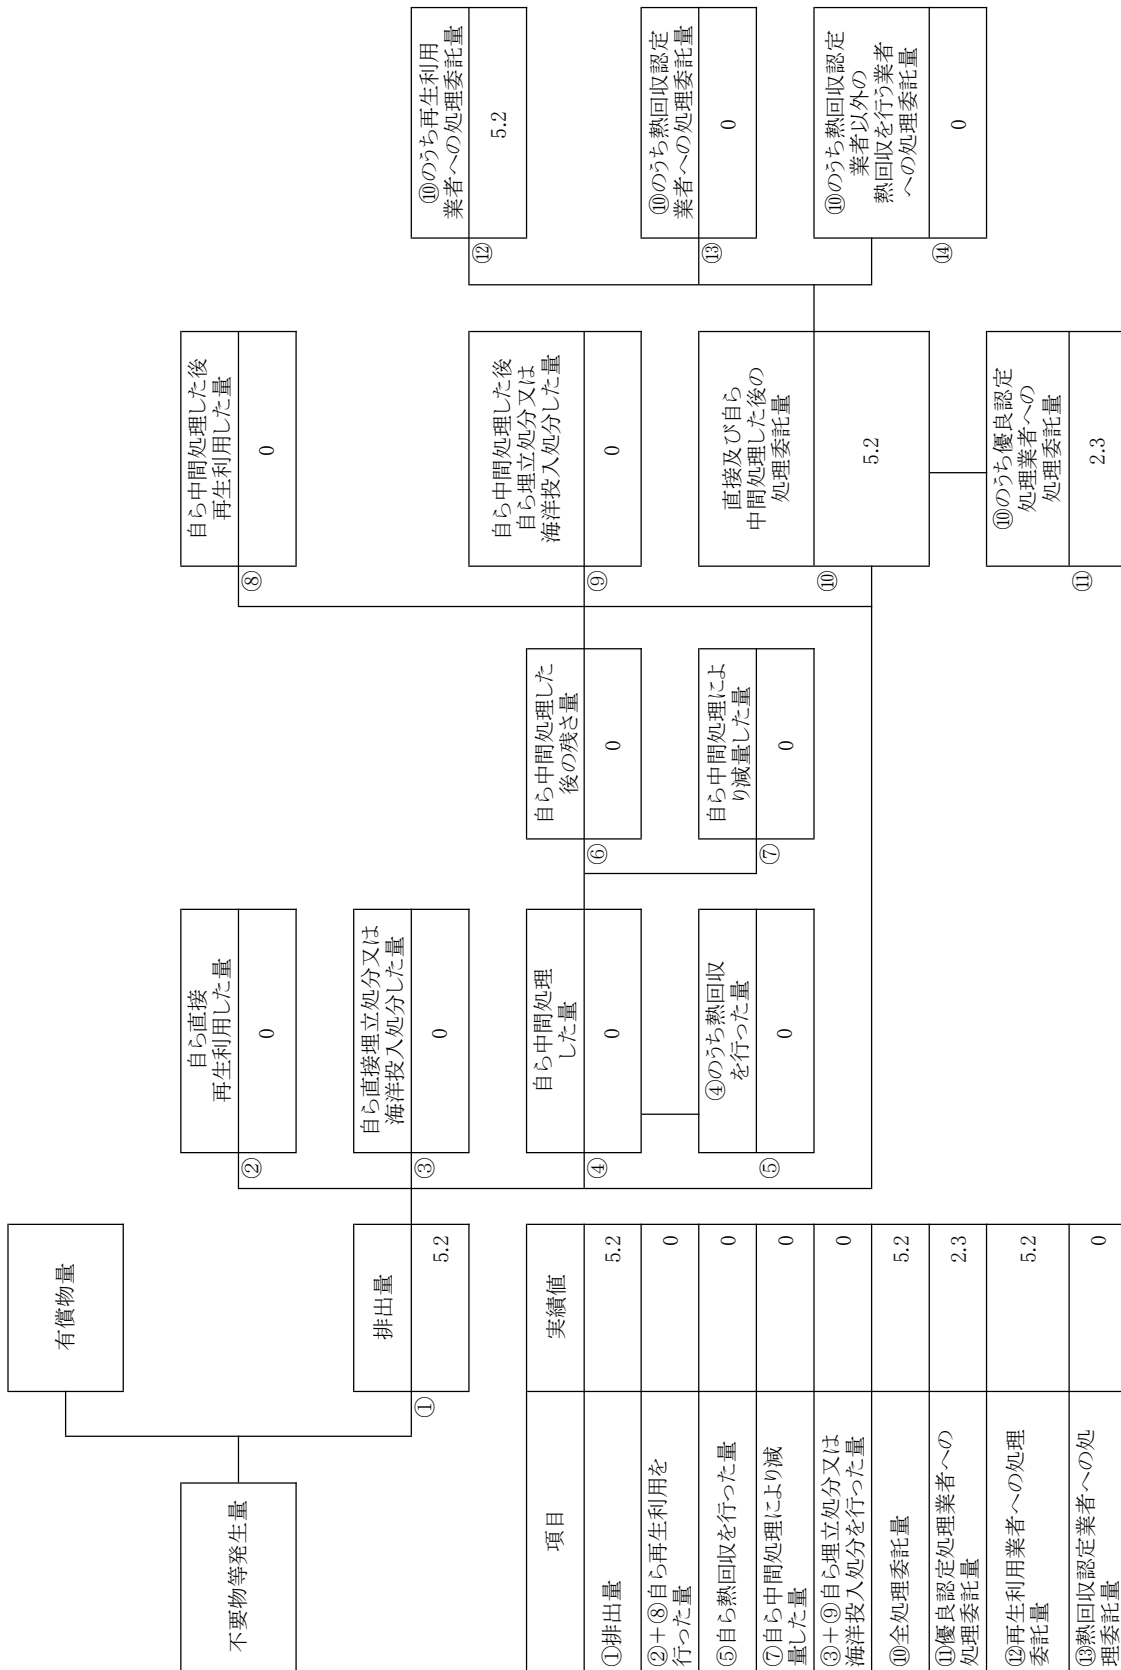 不要物等発生量
有償物量
排出量
①
5.2
自ら直接
再生利用した量
②
0
自ら直接埋立処分又は
海洋投入処分した量
③
0
自ら中間処理
した量
④
0
④のうち熱回収
を行った量
⑤
0
自ら中間処理した
後の残さ量
⑥
0
自ら中間処理によ
り減量した量
⑦
0
自ら中間処理した後
再生利用した量
⑧
0
自ら中間処理した後
自ら埋立処分又は
海洋投入処分した量
⑨
0
直接及び自ら
中間処理した後の
処理委託量
⑩
5.2
⑩のうち優良認定
処理業者への
処理委託量
⑪
2.3
⑩のうち再生利用
業者への処理委託量
⑫
5.2
⑩のうち熱回収認定
業者への処理委託量
⑬
0
⑩のうち熱回収認定
業者以外の
熱回収を行う業者
への処理委託量
⑭
0
項目 実績値
①排出量 5.2
②+⑧自ら再生利用を
行った量 0
⑤自ら熱回収を行った量 0
⑦自ら中間処理により減
量した量 0
③+⑨自ら埋立処分又は
海洋投入処分を行った量 0
⑩全処理委託量 5.2
⑪優良認定処理業者への
処理委託量 2.3
⑫再生利用業者への処理
委託量 5.2
⑬熱回収認定業者への処
理委託量 0